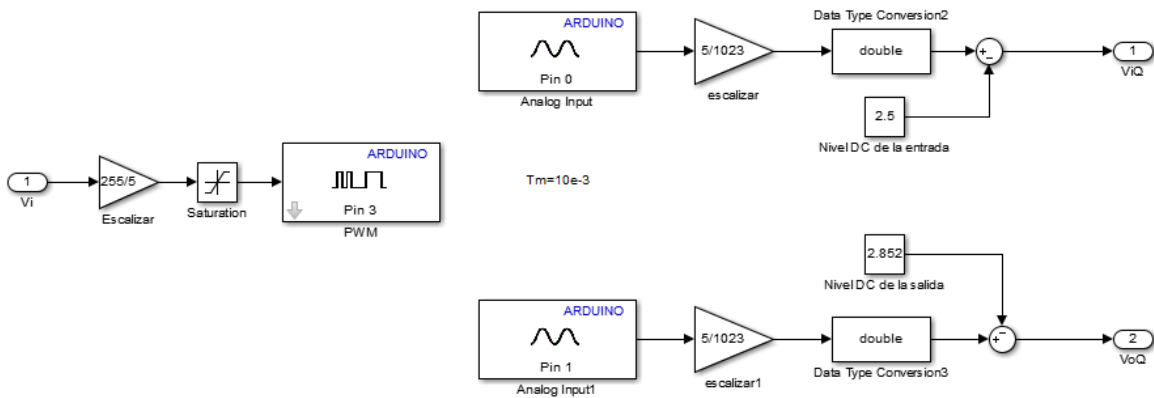 Data Type Conversion2
ARDUINO
Pin 0
Analog Input
5/1023
escalizar
double
+
−
1
ViQ
2.5
Nivel DC de la entrada
1
Vi
255/5
Escalizar
Saturation
ARDUINO
Pin 3
PWM
Tm=10e-3
2.852
Nivel DC de la salida
ARDUINO
Pin 1
Analog Input1
5/1023
escalizar1
double
Data Type Conversion3
+
−
2
VoQ